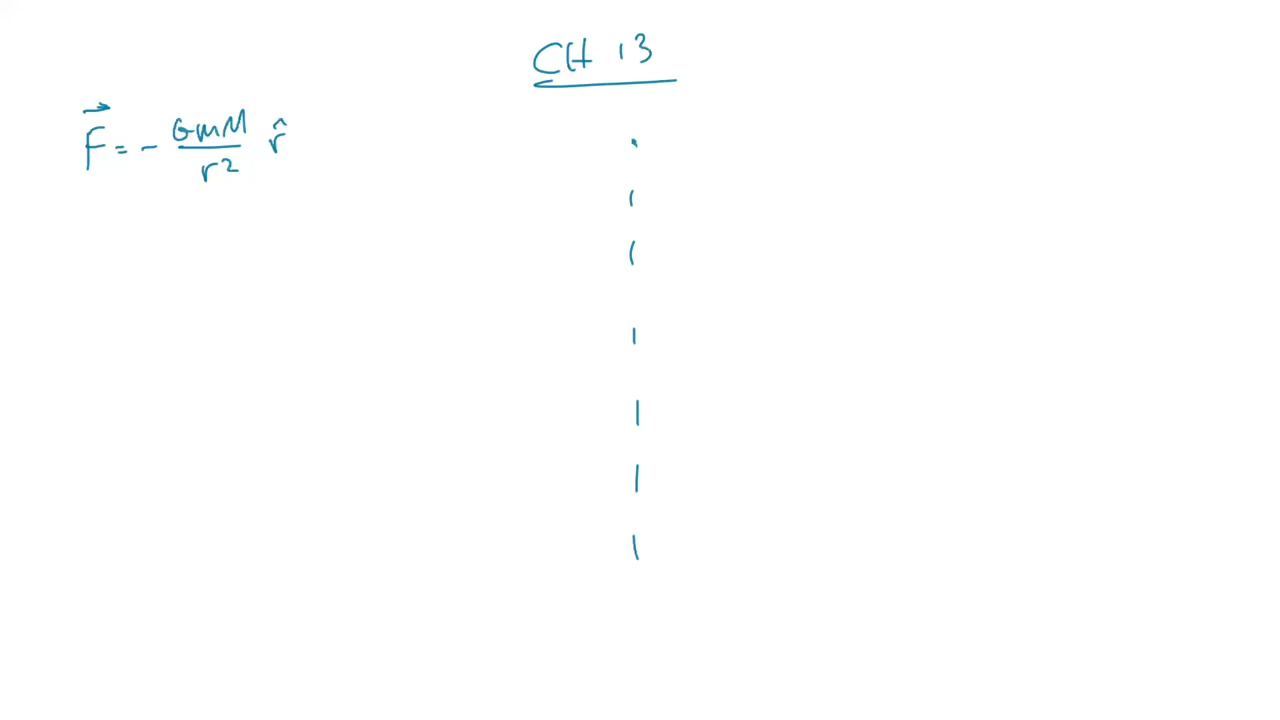 CH 13
F⃗ = - GmM / r² r̂